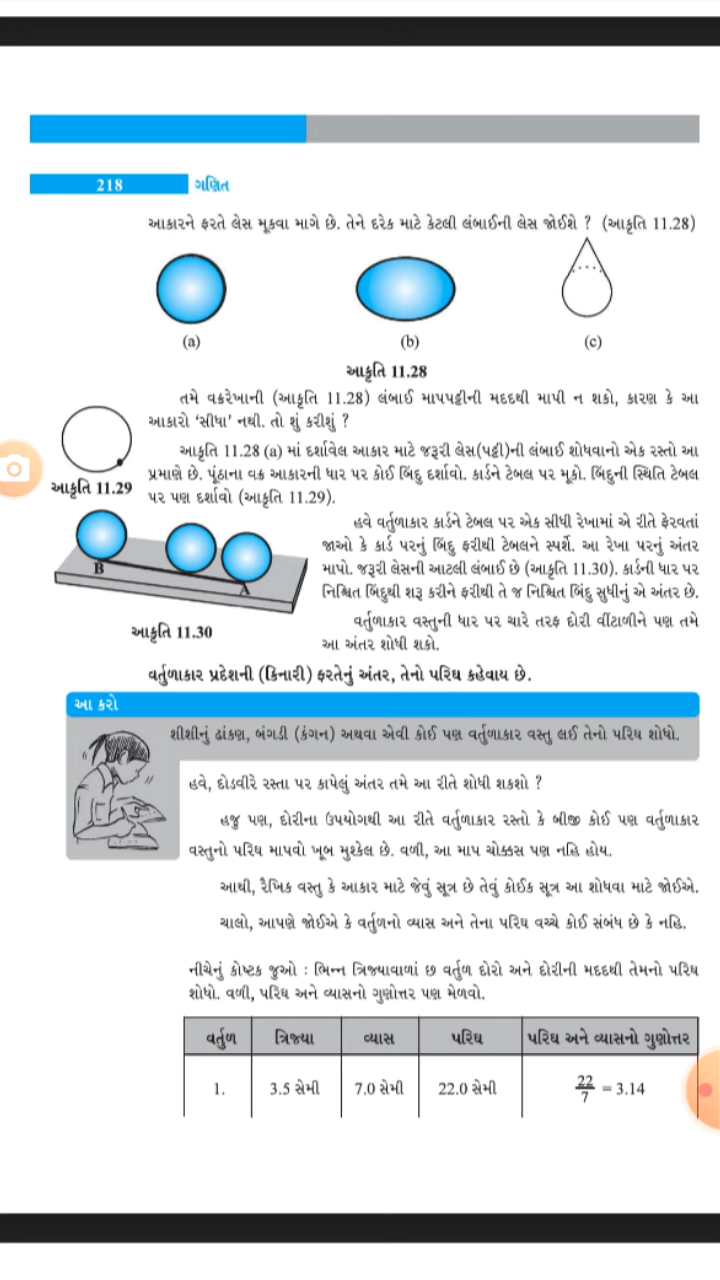 218
ગણિત
આકારને ફરતે લેસ મૂકવા માગે છે. તેને દરેક માટે કેટલી લંબાઈની લેસ જોઈશે ? (આકૃતિ 11.28)
(a)
(b)
(c)
આકૃતિ 11.28
તમે વક્રરેખાની (આકૃતિ 11.28) લંબાઈ માપપટ્ટીની મદદથી માપી ન શકો, કારણ કે આ
આકારો ‘સીધા’ નથી. તો શું કરીશું ?
આકૃતિ 11.28 (a) માં દર્શાવેલ આકાર માટે જરૂરી લેસ(પટ્ટી)ની લંબાઈ શોધવાનો એક રસ્તો આ
પ્રમાણે છે. પૂંઠાના વક્ર આકારની ધાર પર કોઈ બિંદુ દર્શાવો. કાર્ડને ટેબલ પર મૂકો. બિંદુની સ્થિતિ ટેબલ
પર પણ દર્શાવો (આકૃતિ 11.29).
આકૃતિ 11.29
હવે વર્તુળાકાર કાર્ડને ટેબલ પર એક સીધી રેખામાં એ રીતે ફેરવતાં
જાઓ કે કાર્ડ પરનું બિંદુ ફરીથી ટેબલને સ્પર્શે. આ રેખા પરનું અંતર
માપો. જરૂરી લેસની આટલી લંબાઈ છે (આકૃતિ 11.30). કાર્ડની ધાર પર
નિશ્ચિત બિંદુથી શરૂ કરીને ફરીથી તે જ નિશ્ચિત બિંદુ સુધીનું એ અંતર છે.
B
A
આકૃતિ 11.30
વર્તુળાકાર વસ્તુની ધાર પર ચારે તરફ દોરી વીંટાળીને પણ તમે
આ અંતર શોધી શકો.
વર્તુળાકાર પ્રદેશની (કિનારી) ફરતેનું અંતર, તેનો પરિઘ કહેવાય છે.
આ કરો
શીશીનું ઢાંકણ, બંગડી (કંગન) અથવા એવી કોઈ પણ વર્તુળાકાર વસ્તુ લઈ તેનો પરિઘ શોધો.
હવે, દોડવીરે રસ્તા પર કાપેલું અંતર તમે આ રીતે શોધી શકશો ?
હજુ પણ, દોરીના ઉપયોગથી આ રીતે વર્તુળાકાર રસ્તો કે બીજી કોઈ પણ વર્તુળાકાર
વસ્તુનો પરિઘ માપવો ખૂબ મુશ્કેલ છે. વળી, આ માપ ચોક્કસ પણ નહિ હોય.
આથી, રૈખિક વસ્તુ કે આકાર માટે જેવું સૂત્ર છે તેવું કોઈક સૂત્ર આ શોધવા માટે જોઈએ.
ચાલો, આપણે જોઈએ કે વર્તુળનો વ્યાસ અને તેના પરિઘ વચ્ચે કોઈ સંબંધ છે કે નહિ.
નીચેનું કોષ્ટક જુઓ : ભિન્ન ત્રિજ્યાવાળાં છ વર્તુળ દોરો અને દોરીની મદદથી તેમનો પરિઘ
શોધો. વળી, પરિઘ અને વ્યાસનો ગુણોત્તર પણ મેળવો.
વર્તુળ ત્રિજ્યા વ્યાસ પરિઘ પરિઘ અને વ્યાસનો ગુણોત્તર
1. 3.5 સેમી 7.0 સેમી 22.0 સેમી 22/7 = 3.14